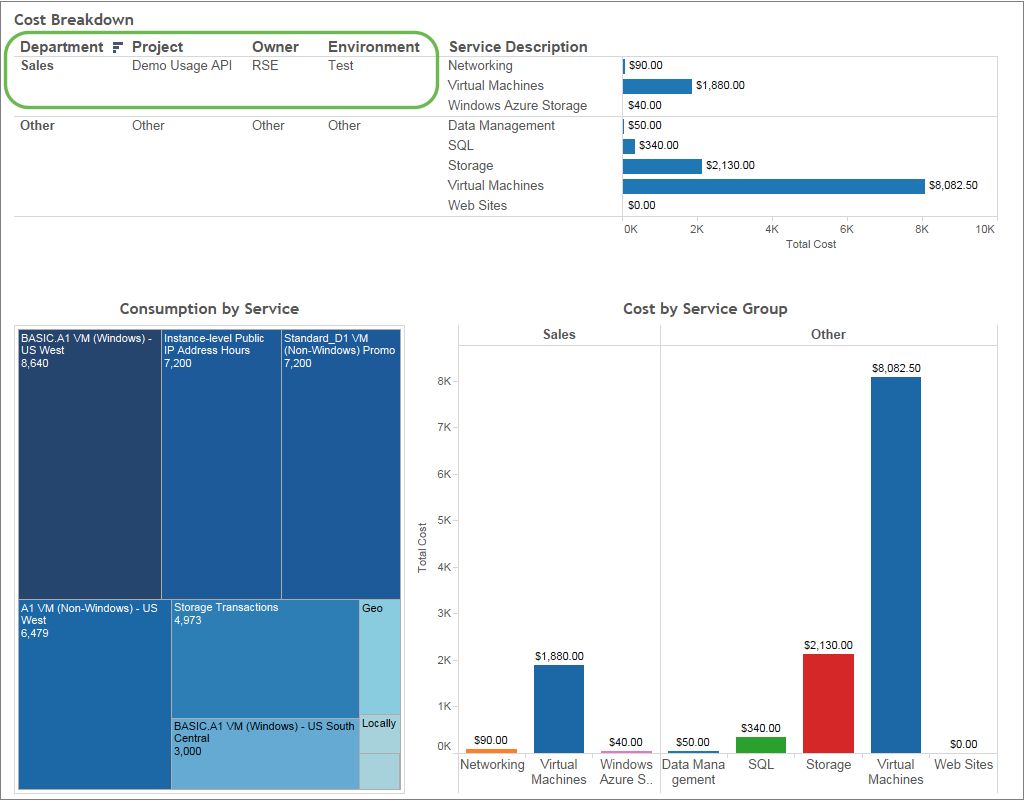 Cost Breakdown
Department Project Owner Environment Service Description
Sales Demo Usage API RSE Test Networking $90.00
Virtual Machines $1,880.00
Windows Azure Storage $40.00
Other Other Other Other Data Management $50.00
SQL $340.00
Storage $2,130.00
Virtual Machines $8,082.50
Web Sites $0.00
0K 2K 4K 6K 8K 10K
Total Cost
Consumption by Service
BASIC.A1 VM (Windows) -
US West
8,640
Instance-level Public
IP Address Hours
7,200
Standard_D1 VM
(Non-Windows) Promo
7,200
A1 VM (Non-Windows) - US
West
6,479
Storage Transactions
4,973
Geo
BASIC.A1 VM (Windows) - US South
Central
3,000
Locally
Cost by Service Group
Sales Other
8K
7K
6K
5K
4K
3K
2K
1K
0K
Total Cost
$90.00
$1,880.00
$40.00
$50.00
$340.00
$2,130.00
$8,082.50
$0.00
Networking
Virtual
Machines
Windows
Azure S..
Data Mana
gement
SQL
Storage
Virtual
Machines
Web Sites